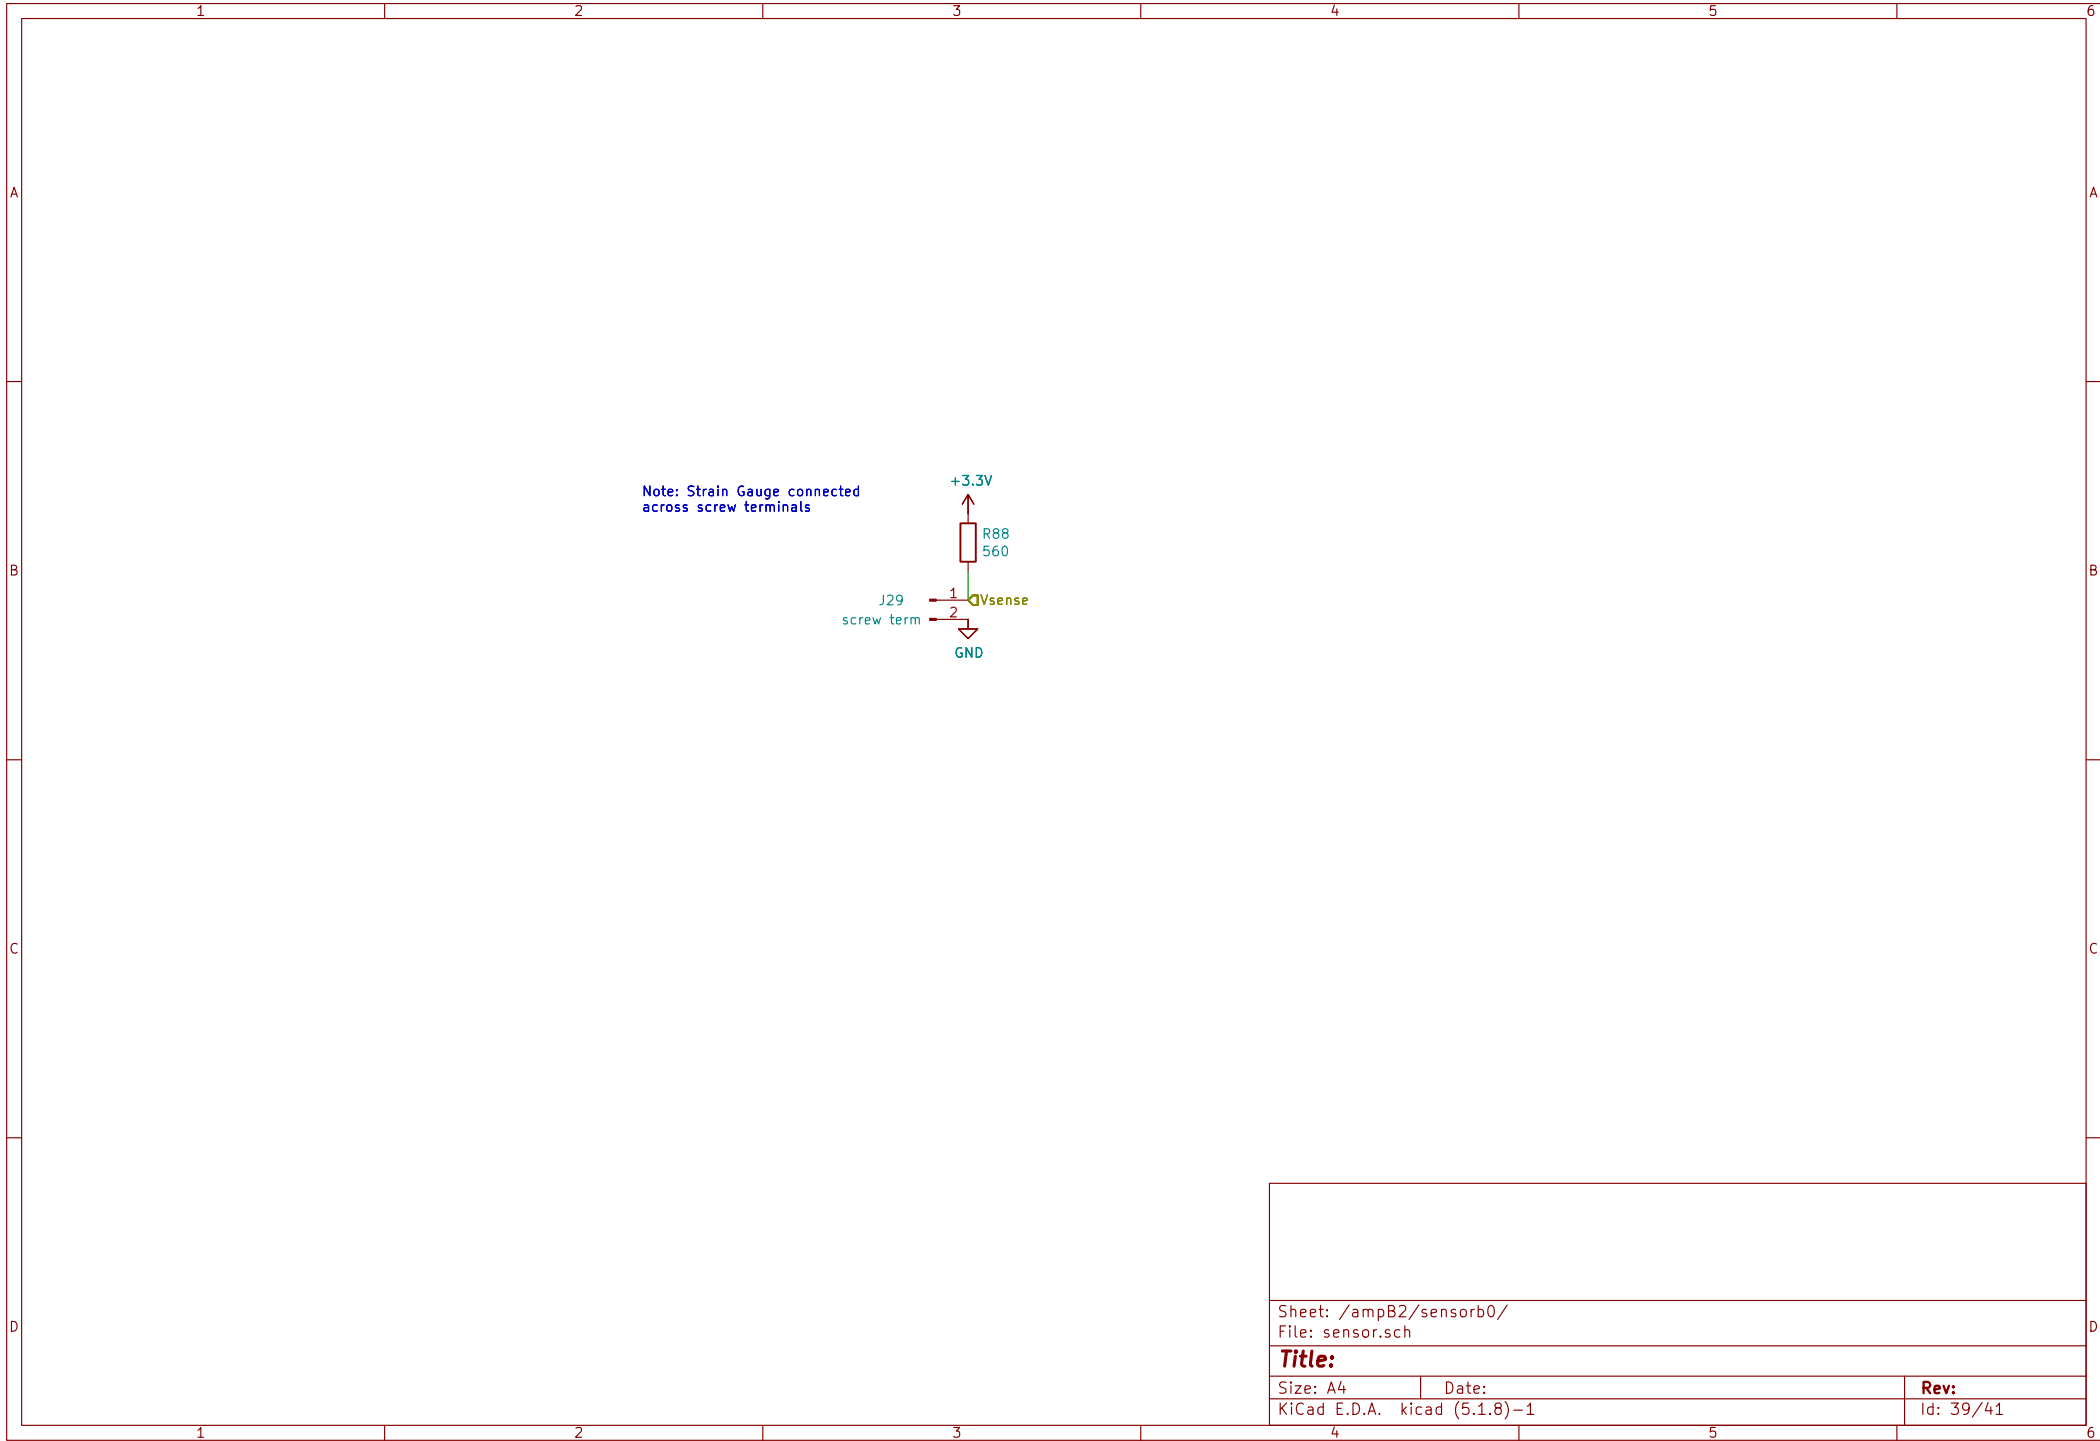 1 2 3 4 5 6
A A
Note: Strain Gauge connected
across screw terminals
+3.3V
R88
560
B B
J29
screw term
1
2
Vsense
GND
C C
D D
Sheet: /ampB2/sensorb0/
File: sensor.sch
Title:
Size: A4 Date: Rev:
KiCad E.D.A. kicad (5.1.8)-1 Id: 39/41
1 2 3 4 5 6